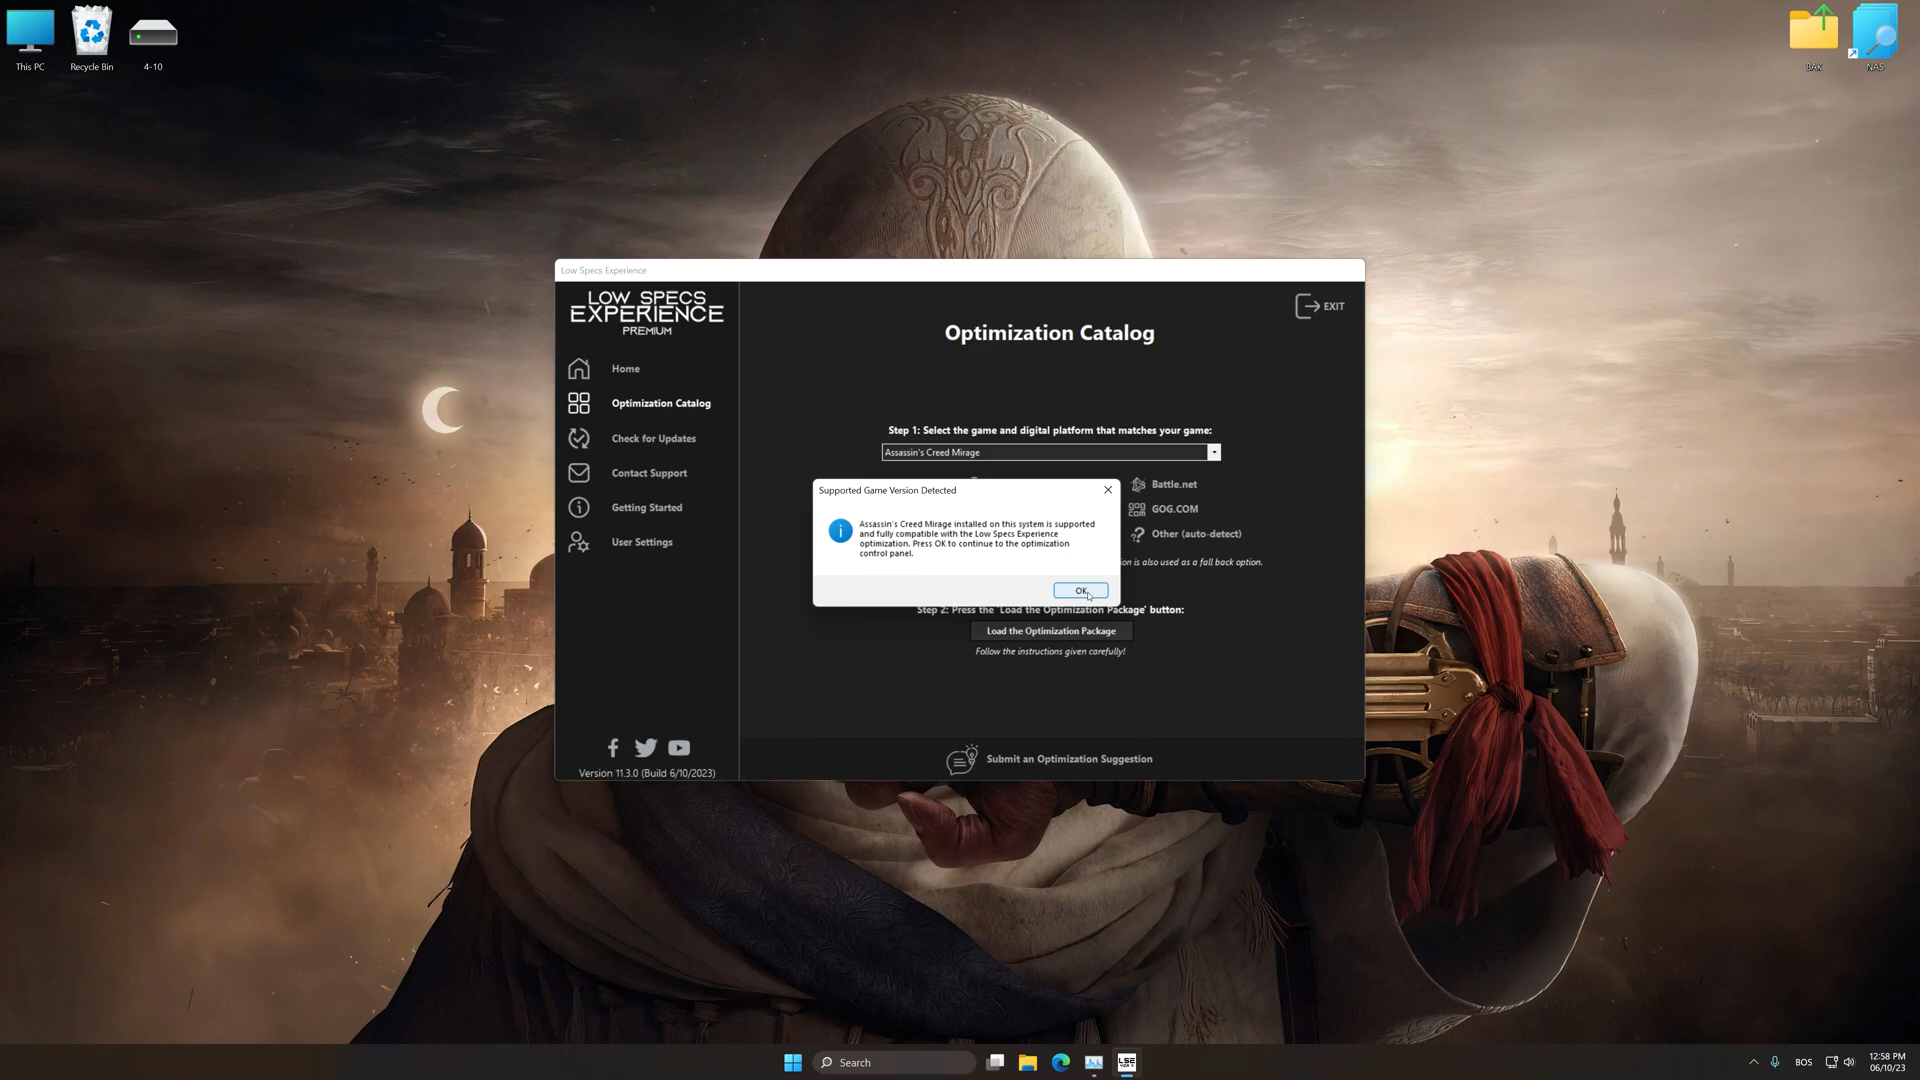 This PC
Recycle Bin
4-10
BAK
NAS
Low Specs Experience
LOW SPECS
EXPERIENCE
PREMIUM
Home
Optimization Catalog
Check for Updates
Contact Support
Getting Started
User Settings
Version 11.3.0 (Build 6/10/2023)
EXIT
Optimization Catalog
Step 1: Select the game and digital platform that matches your game:
Assassin's Creed Mirage
Battle.net
GOG.COM
GOG.COM
Other (auto-detect)
ion is also used as a fall back option.
Supported Game Version Detected
Assassin's Creed Mirage installed on this system is supported
and fully compatible with the Low Specs Experience
optimization. Press OK to continue to the optimization
control panel.
OK
Step 2: Press the 'Load the Optimization Package' button:
Load the Optimization Package
Follow the instructions given carefully!
Submit an Optimization Suggestion
Search
LSE
BOS
12:58 PM
06/10/23